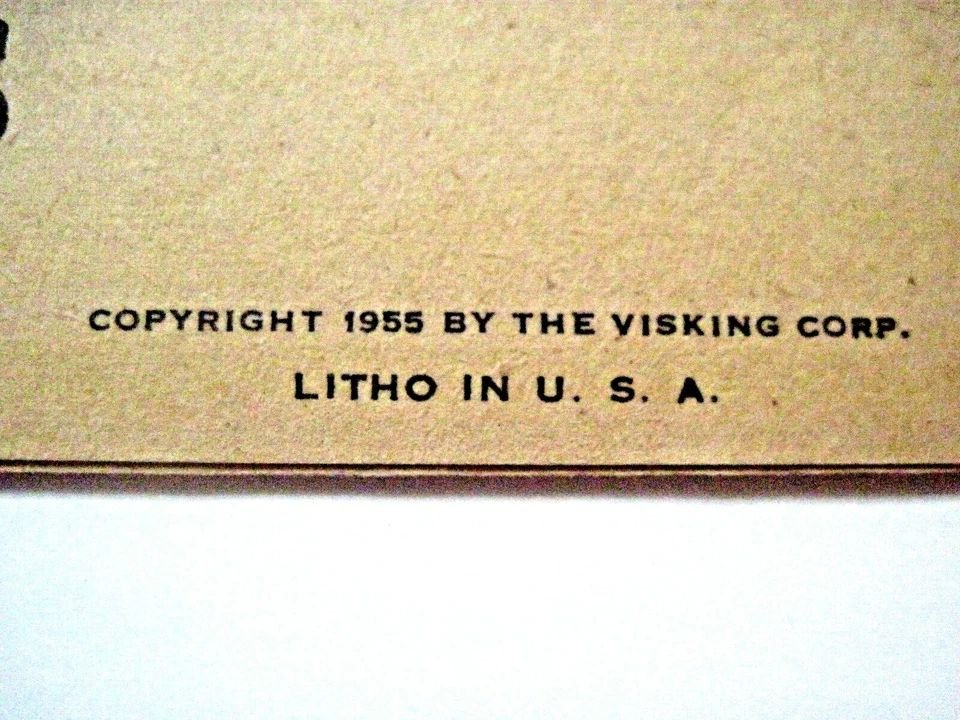 COPYRIGHT 1955 BY THE VISKING CORP.
LITHO IN U. S. A.